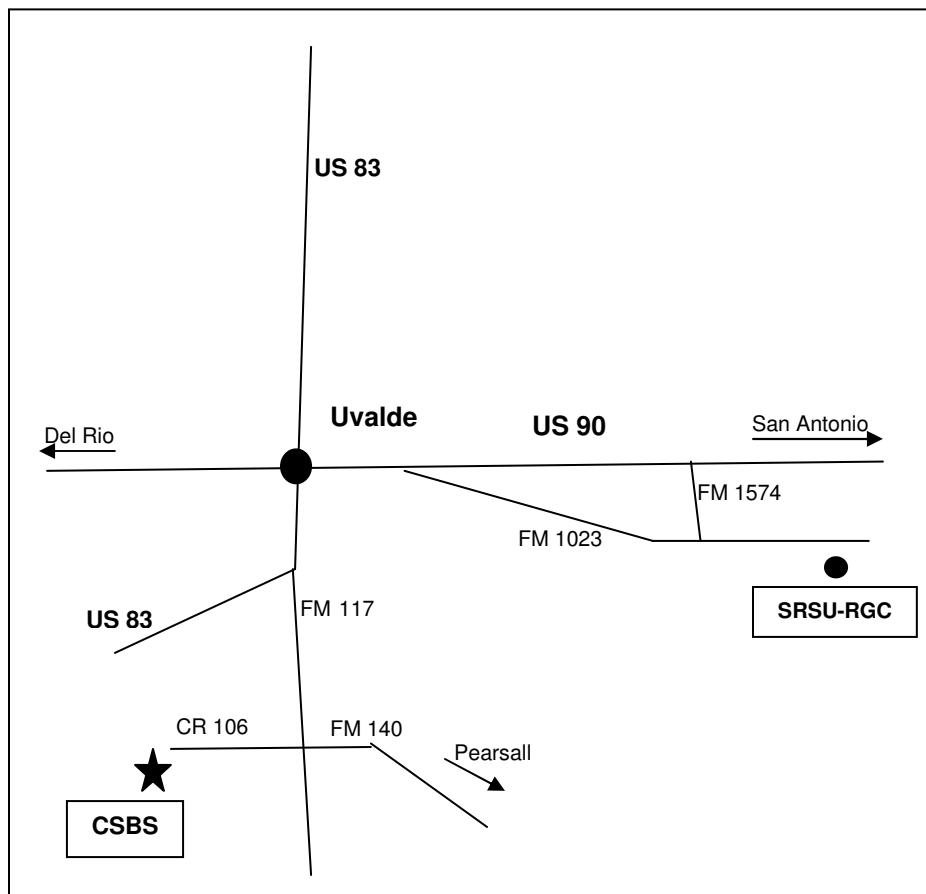 US 83
Uvalde
US 90
San Antonio
Del Rio
FM 1574
FM 1023
SRSU-RGC
US 83
FM 117
CR 106
FM 140
Pearsall
CSBS